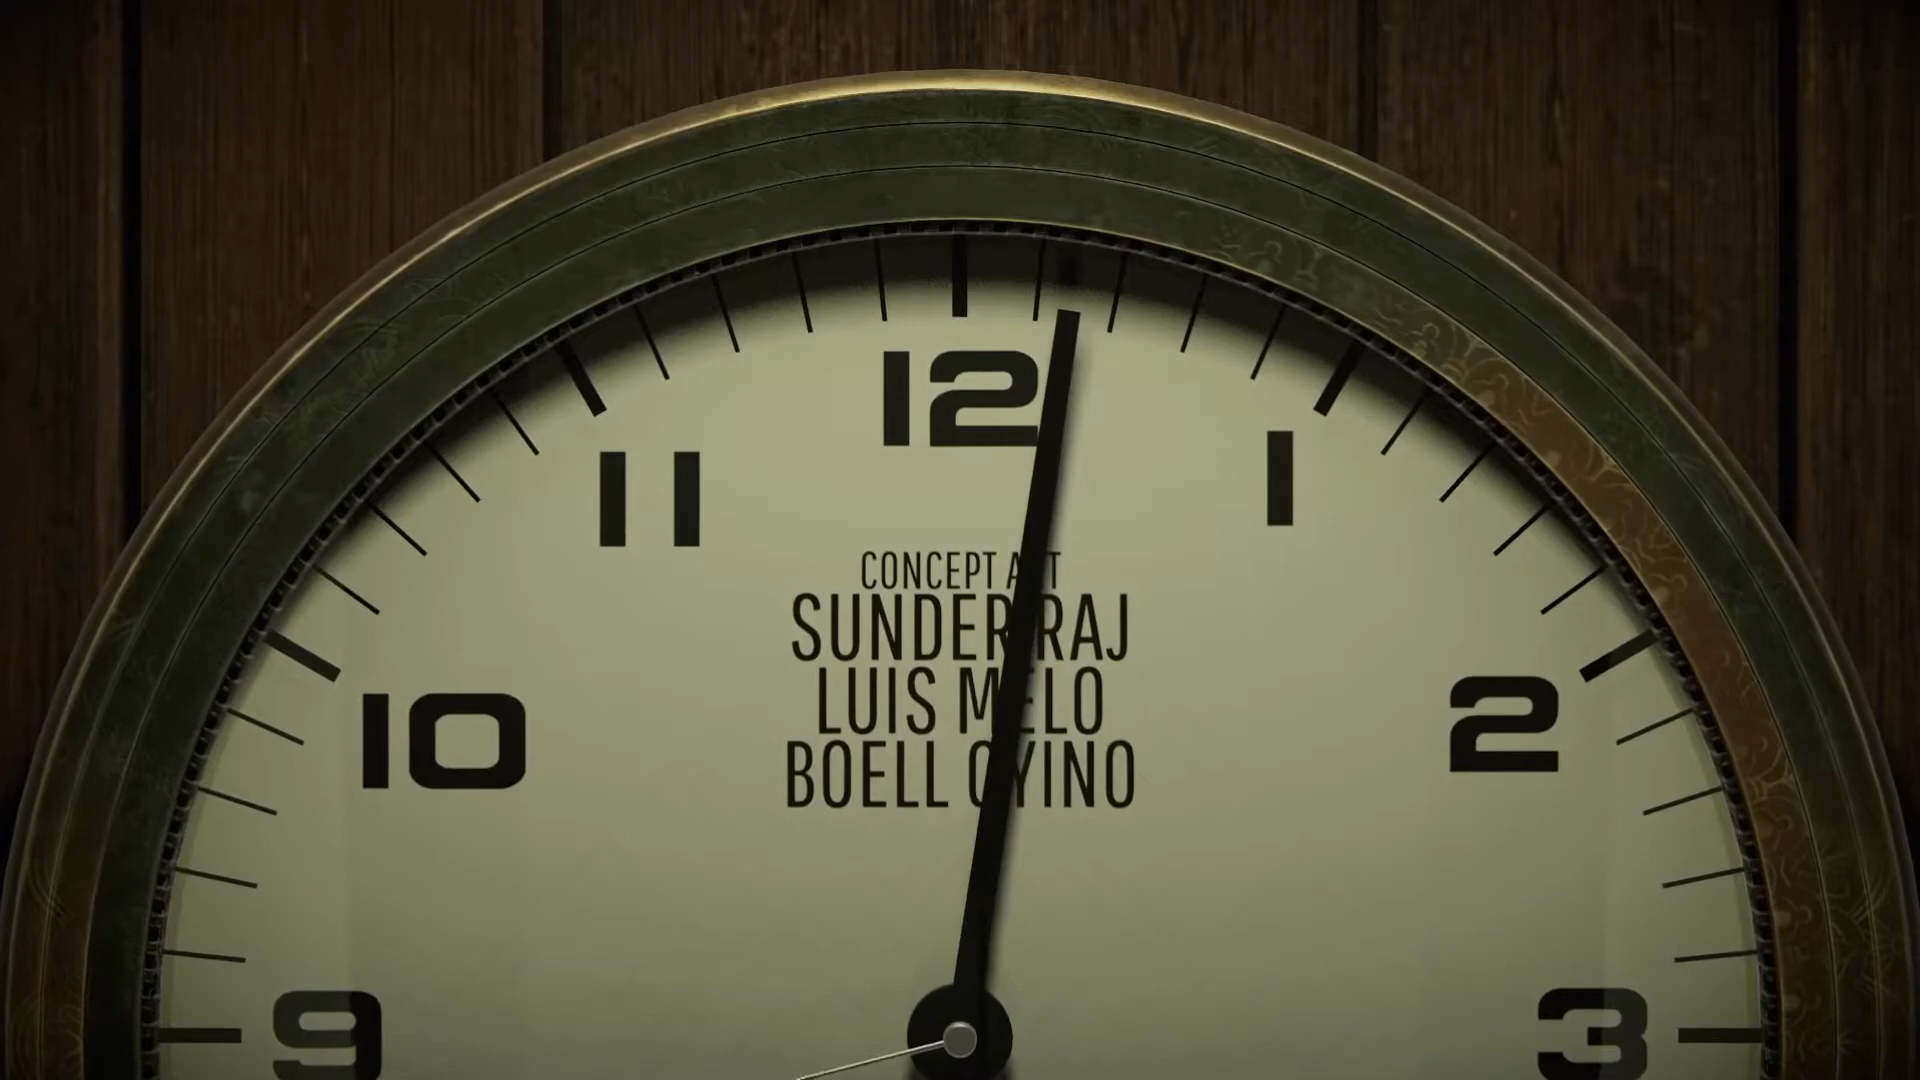 12
11
1
CONCEPT ART
SUNDER RAJ
LUIS MELO
BOELL OYINO
10
2
9
3